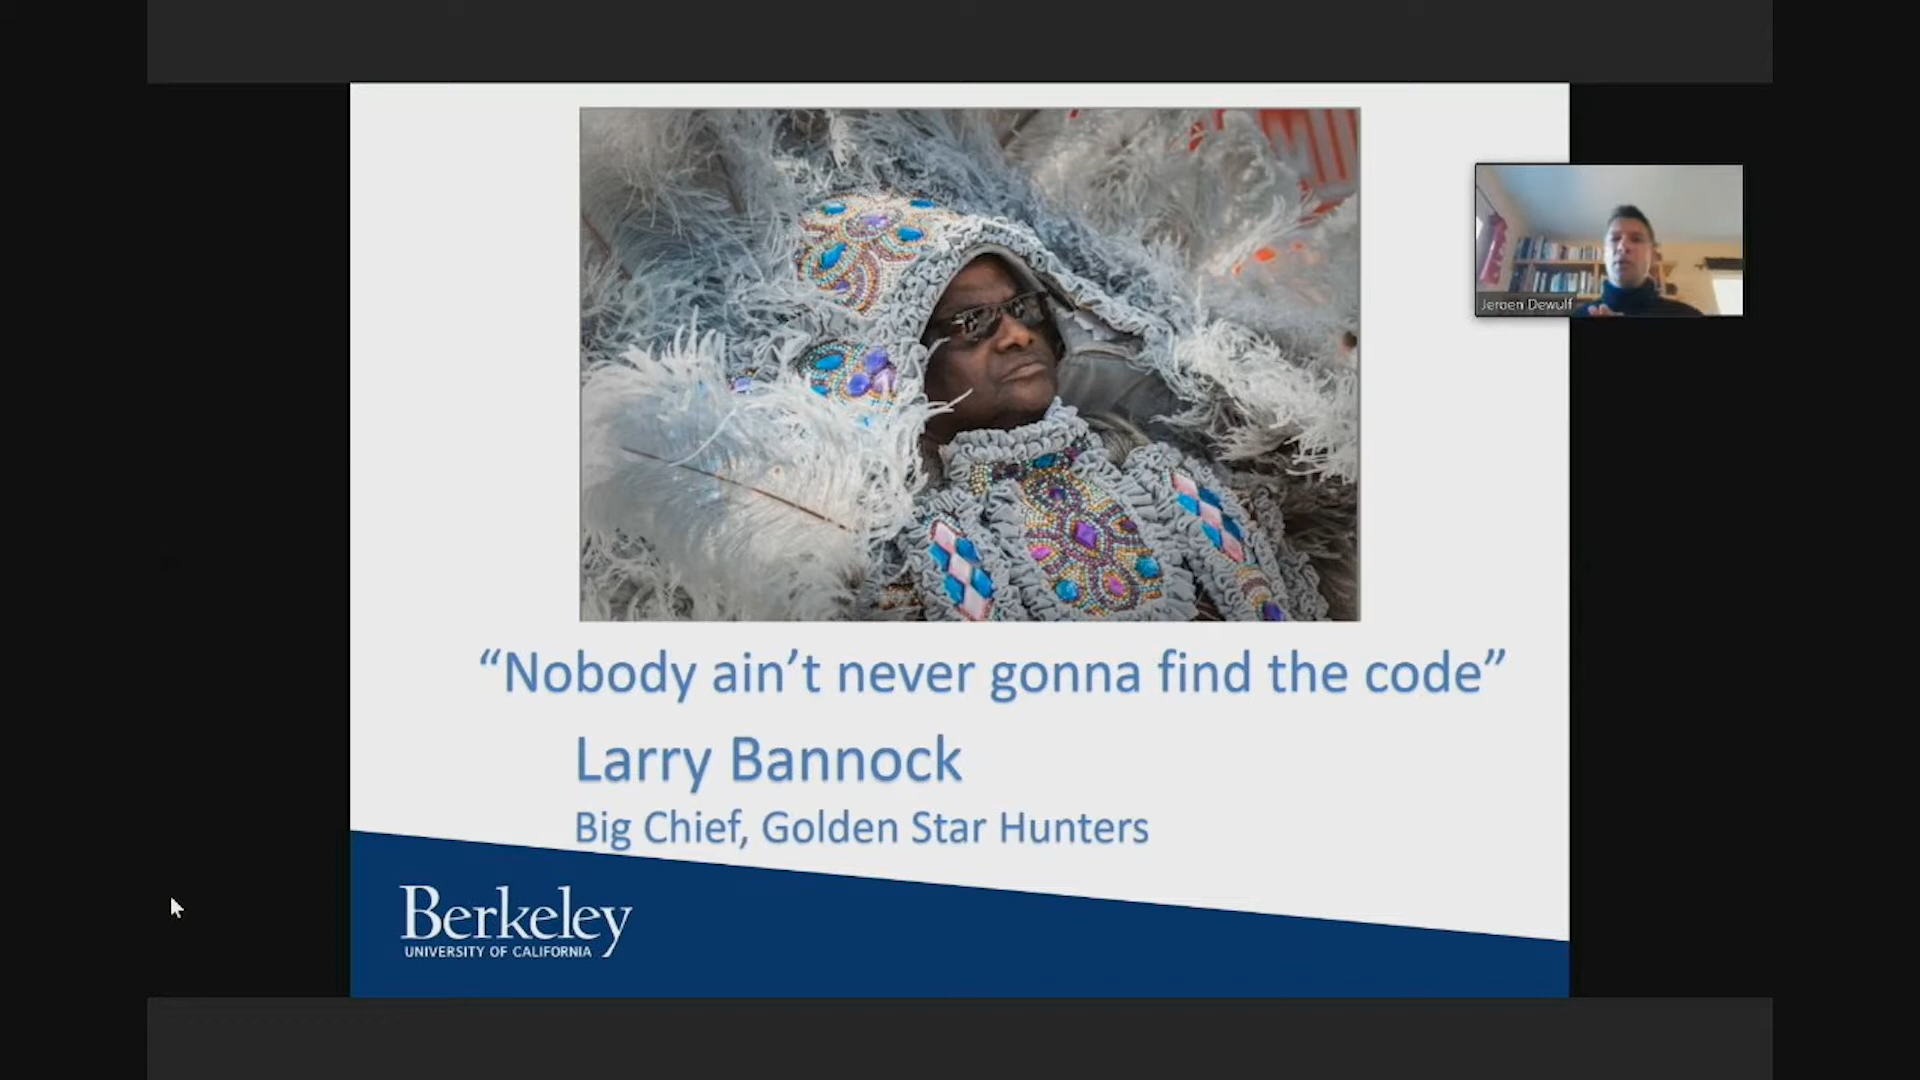 Jeroen Dewulf
“Nobody ain’t never gonna find the code”
Larry Bannock
Big Chief, Golden Star Hunters
Berkeley
UNIVERSITY OF CALIFORNIA